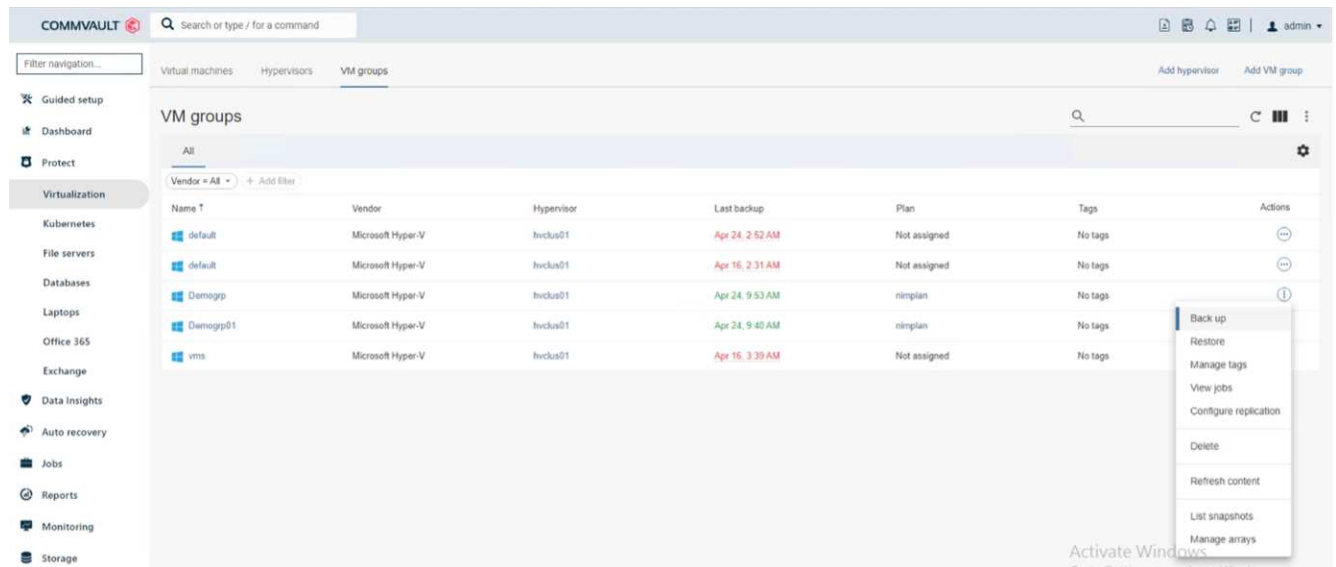 COMMVAULT
Search or type / for a command
admin
Filter navigation...
Virtual machines Hypervisors VM groups
Add hypervisor Add VM group
Guided setup
Dashboard
Protect
Virtualization
Kubernetes
File servers
Databases
Laptops
Office 365
Exchange
Data Insights
Auto recovery
Jobs
Reports
Monitoring
Storage
VM groups
All
Vendor = All + Add filter
Name ↑ Vendor Hypervisor Last backup Plan Tags Actions
default Microsoft Hyper-V hvclus01 Apr 24, 2:52 AM Not assigned No tags
default Microsoft Hyper-V hvclus01 Apr 16, 2:31 AM Not assigned No tags
Demogrp Microsoft Hyper-V hvclus01 Apr 24, 9:53 AM nimplan No tags
Demogrp01 Microsoft Hyper-V hvclus01 Apr 24, 9:40 AM nimplan No tags
vms Microsoft Hyper-V hvclus01 Apr 16, 3:39 AM Not assigned No tags
Back up
Restore
Manage tags
View jobs
Configure replication
Delete
Refresh content
List snapshots
Manage arrays
Activate Windows